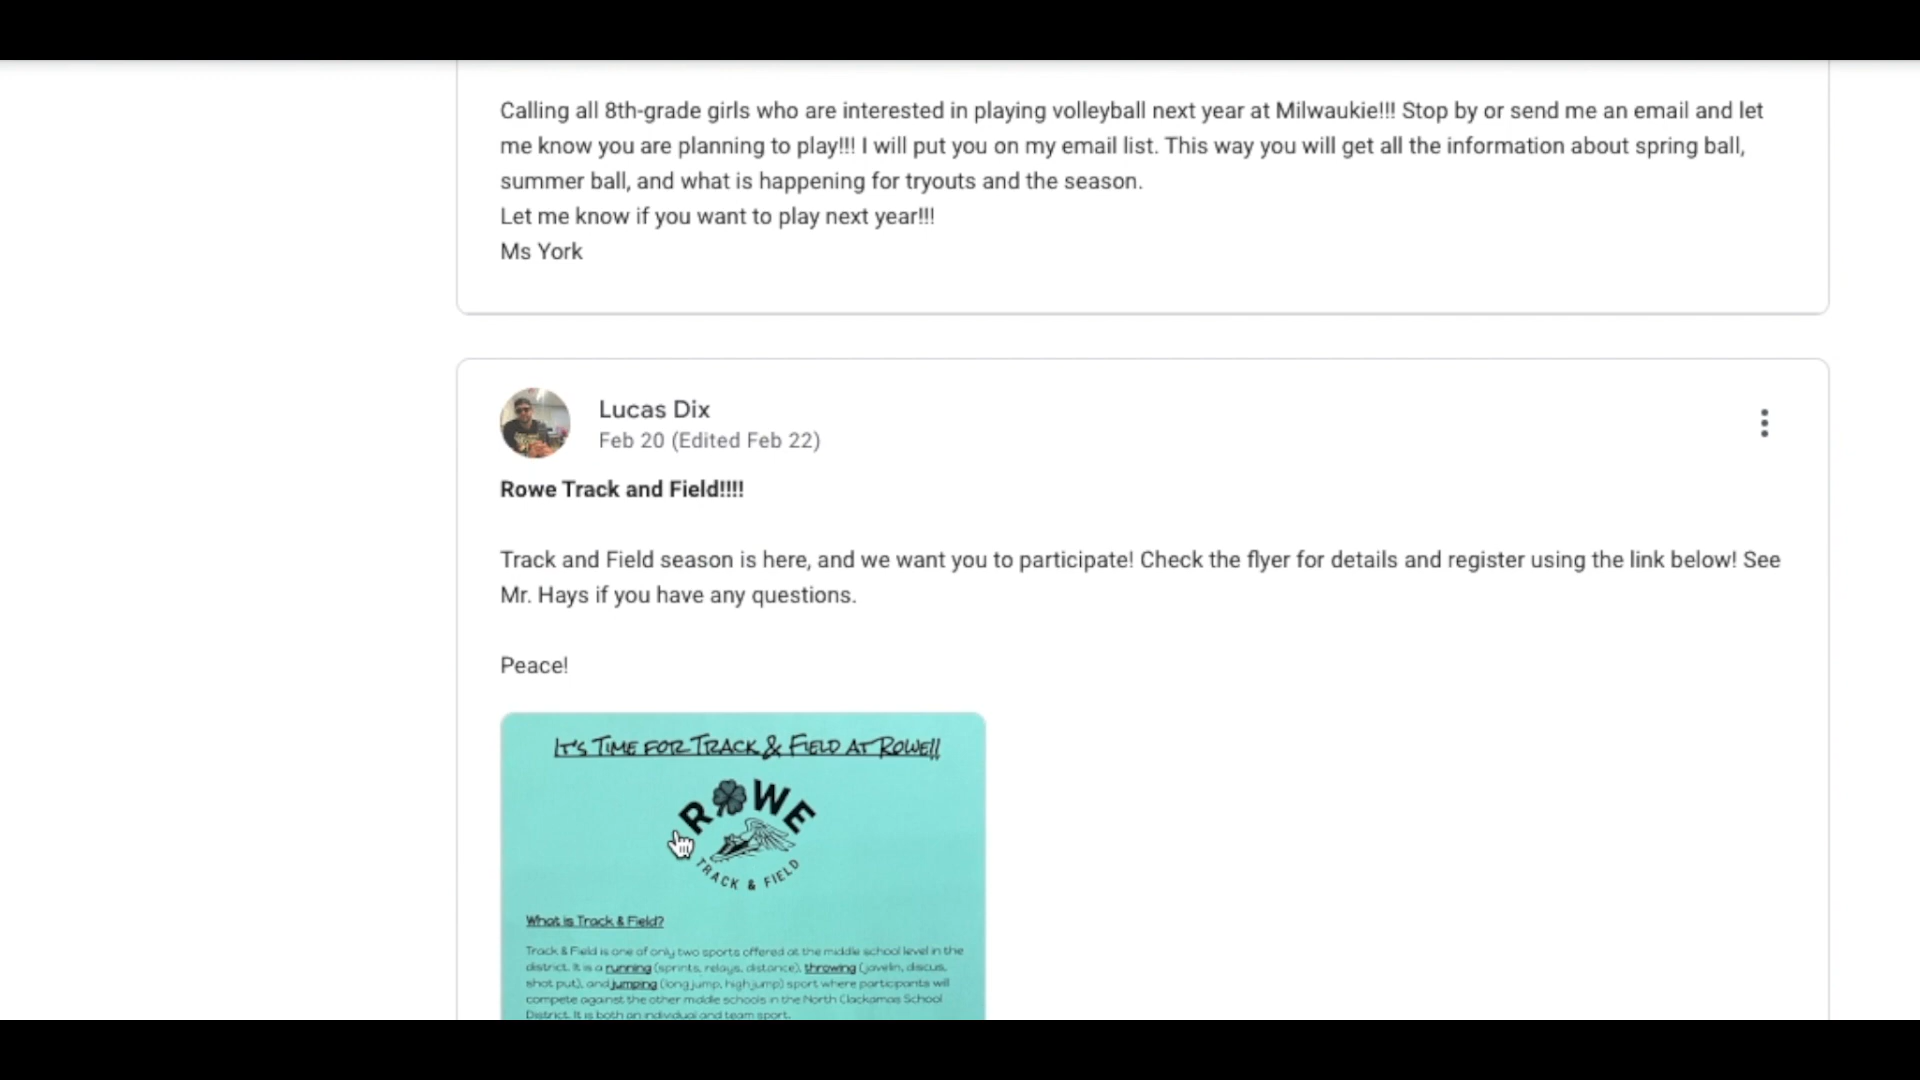 Calling all 8th-grade girls who are interested in playing volleyball next year at Milwaukie!!! Stop by or send me an email and let
me know you are planning to play!!! I will put you on my email list. This way you will get all the information about spring ball,
summer ball, and what is happening for tryouts and the season.
Let me know if you want to play next year!!!
Ms York
Lucas Dix
Feb 20 (Edited Feb 22)
Rowe Track and Field!!!!
Track and Field season is here, and we want you to participate! Check the flyer for details and register using the link below! See
Mr. Hays if you have any questions.
Peace!
It's Time for Track & Field at Rowe!!
ROWE
TRACK & FIELD
What is Track & Field?
Track & Field is one of only two sports offered at the middle school level in the
district. It is a running (sprints, relays, distance), throwing (javelin, discus,
shot put), and jumping (long jump, high jump) sport where participants will
compete against the other middle schools in the North Clackamas School
District. It is both an individual and team sport.